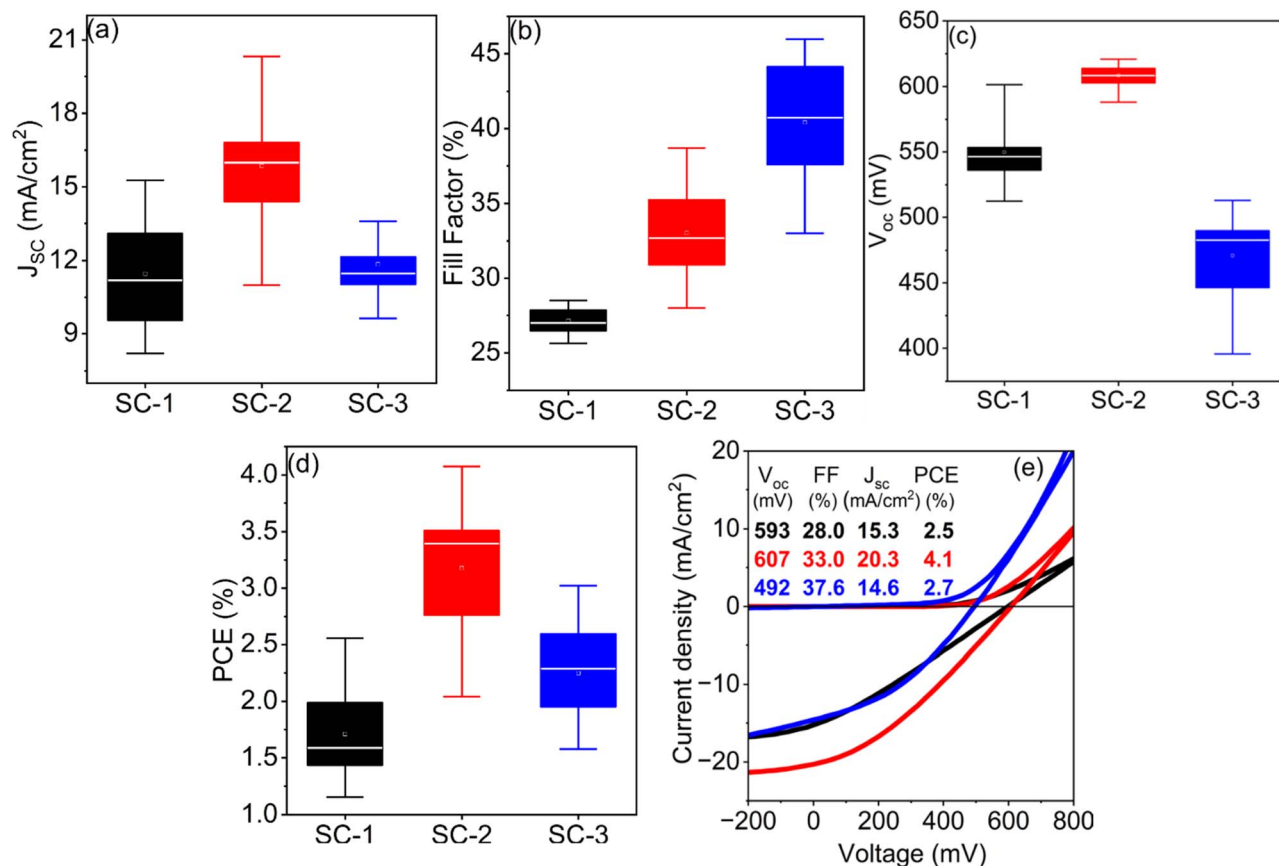 (a)
J_SC (mA/cm²)
21
18
15
12
9
SC-1 SC-2 SC-3
(b)
Fill Factor (%)
45
40
35
30
25
SC-1 SC-2 SC-3
(c)
V_oc (mV)
650
600
550
500
450
400
SC-1 SC-2 SC-3
(d)
PCE (%)
4.0
3.5
3.0
2.5
2.0
1.5
1.0
SC-1 SC-2 SC-3
(e)
Current density (mA/cm²)
20
10
0
−10
−20
V_oc FF J_sc PCE
(mV) (%) (mA/cm²) (%)
593 28.0 15.3 2.5
607 33.0 20.3 4.1
492 37.6 14.6 2.7
−200 0 200 400 600 800
Voltage (mV)